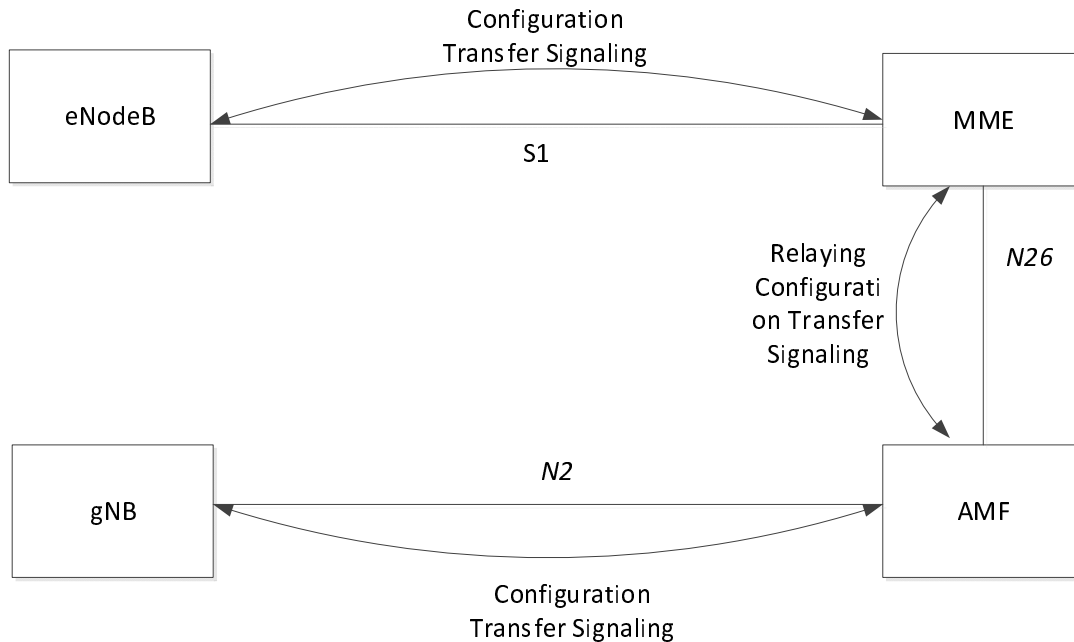 Configuration
Transfer Signaling
eNodeB
MME
S1
Relaying
Configurati
on Transfer
Signaling
N26
N2
gNB
AMF
Configuration
Transfer Signaling